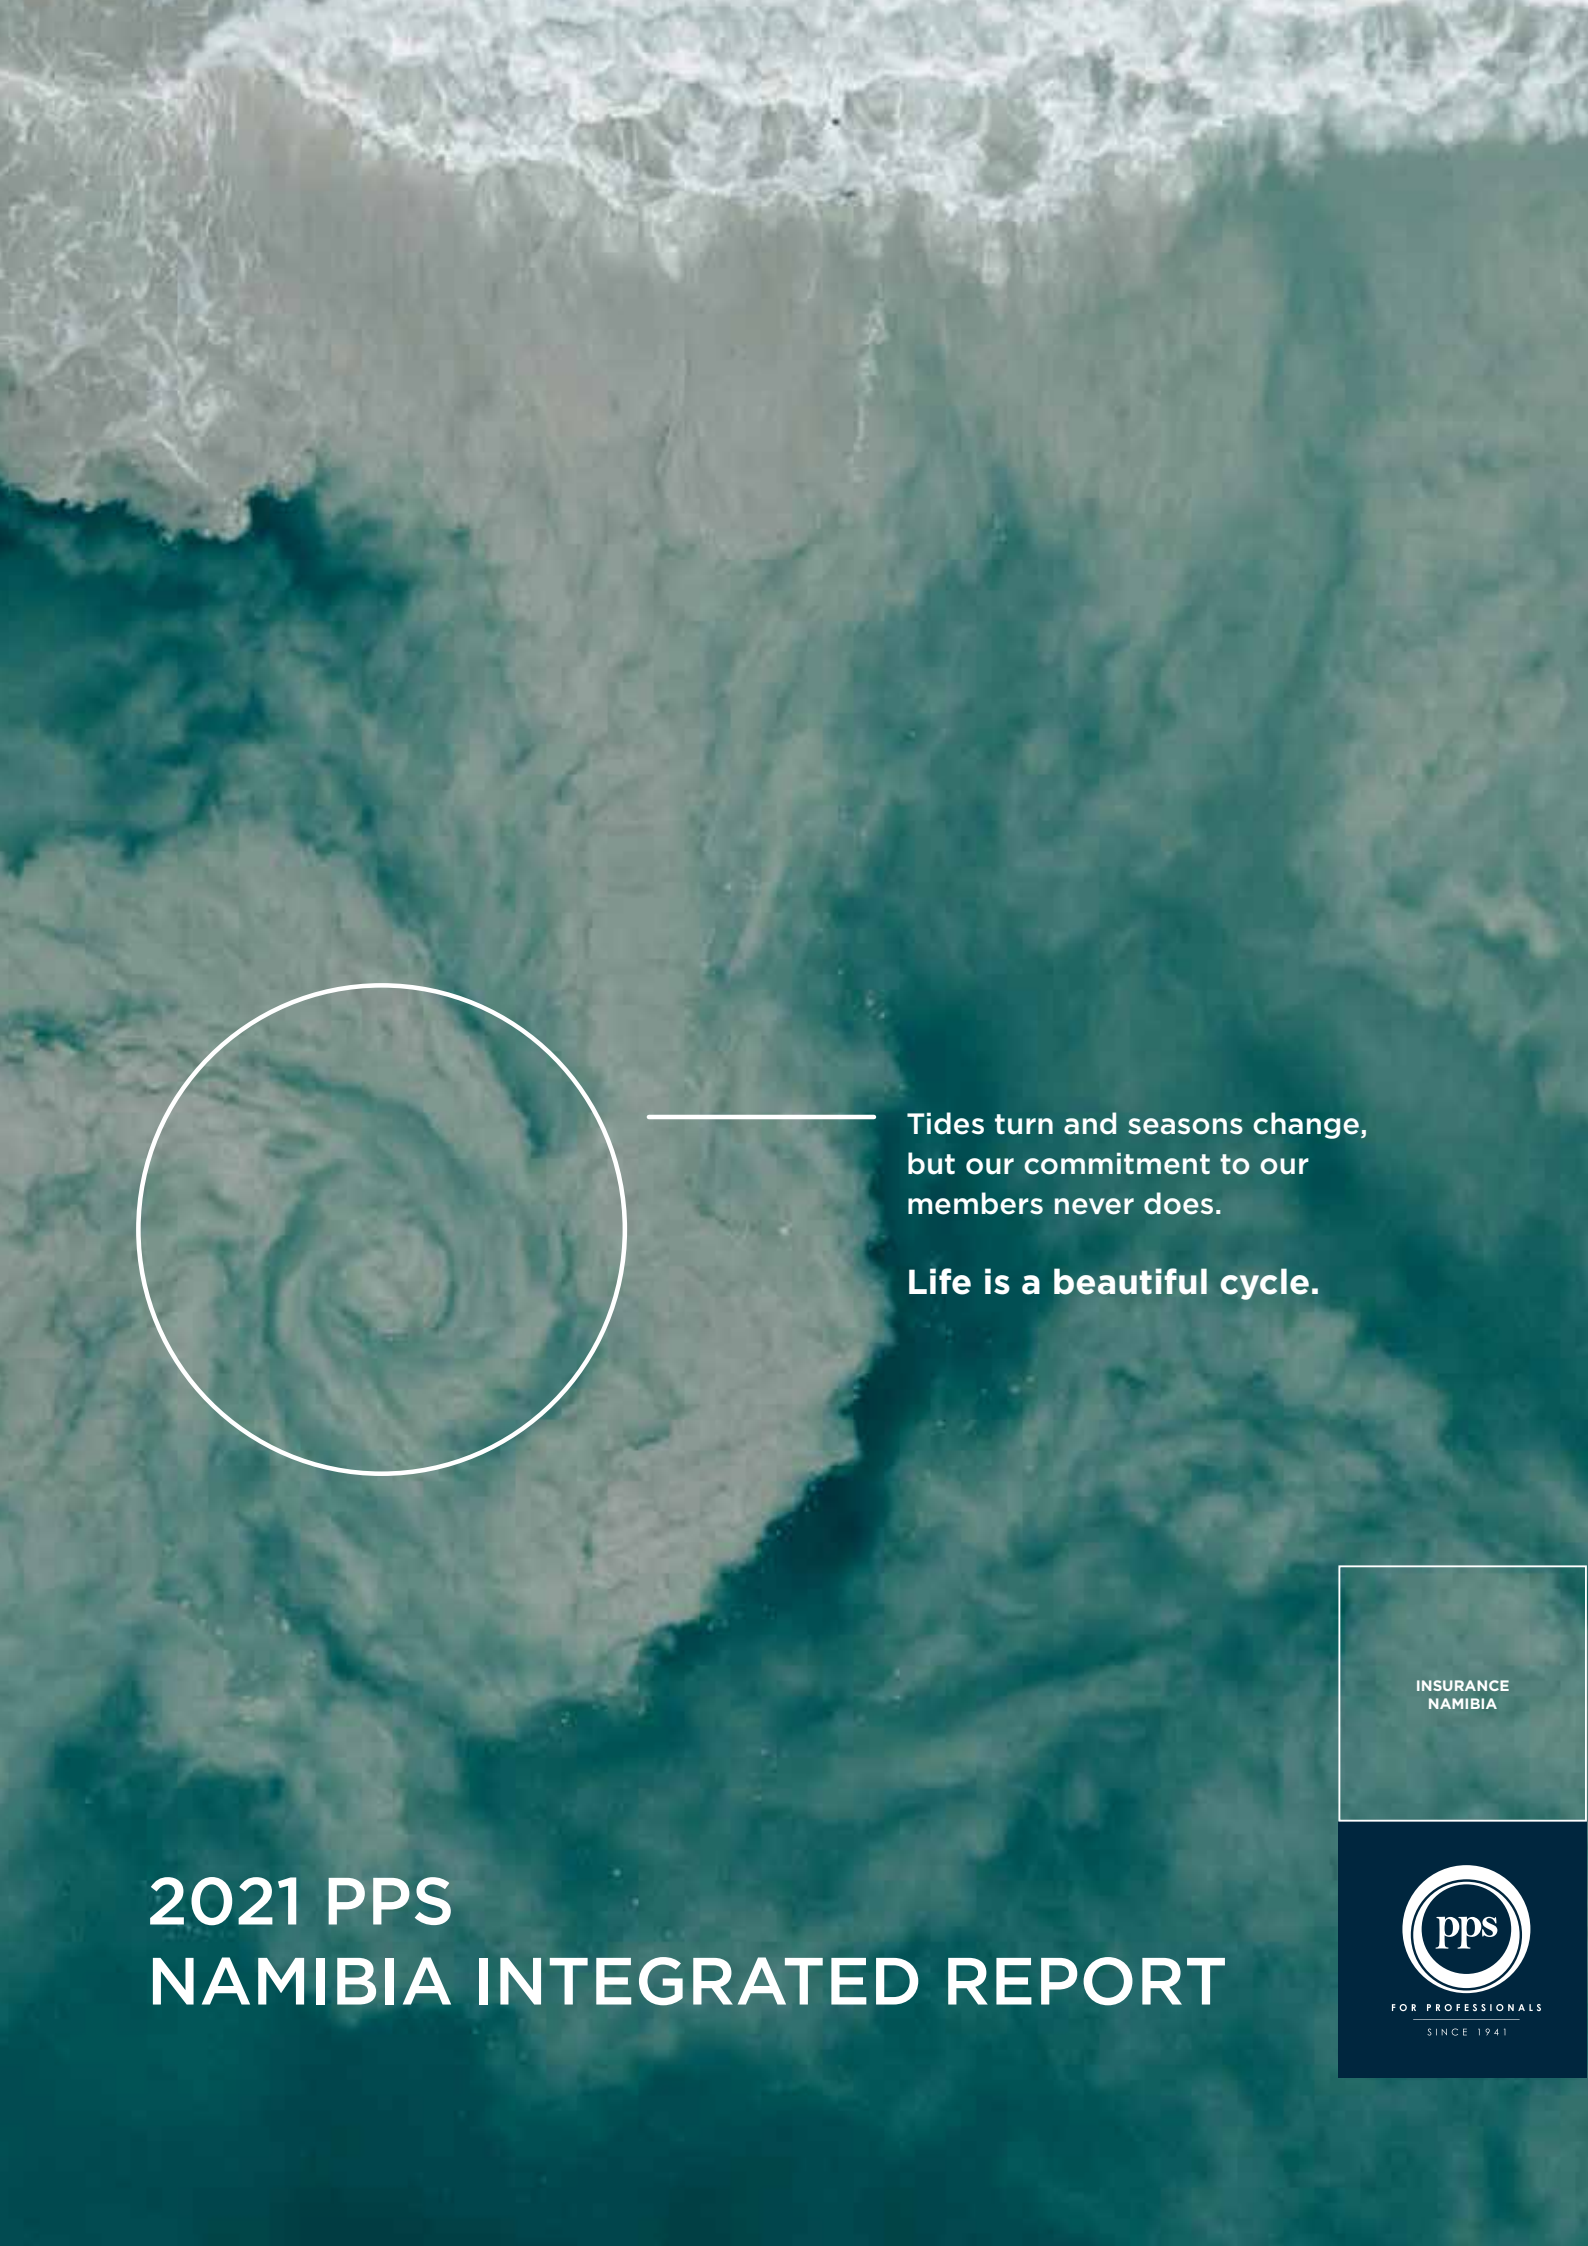 Tides turn and seasons change,
but our commitment to our
members never does.
Life is a beautiful cycle.
INSURANCE
NAMIBIA
2021 PPS
NAMIBIA INTEGRATED REPORT
pps
FOR PROFESSIONALS
SINCE 1941